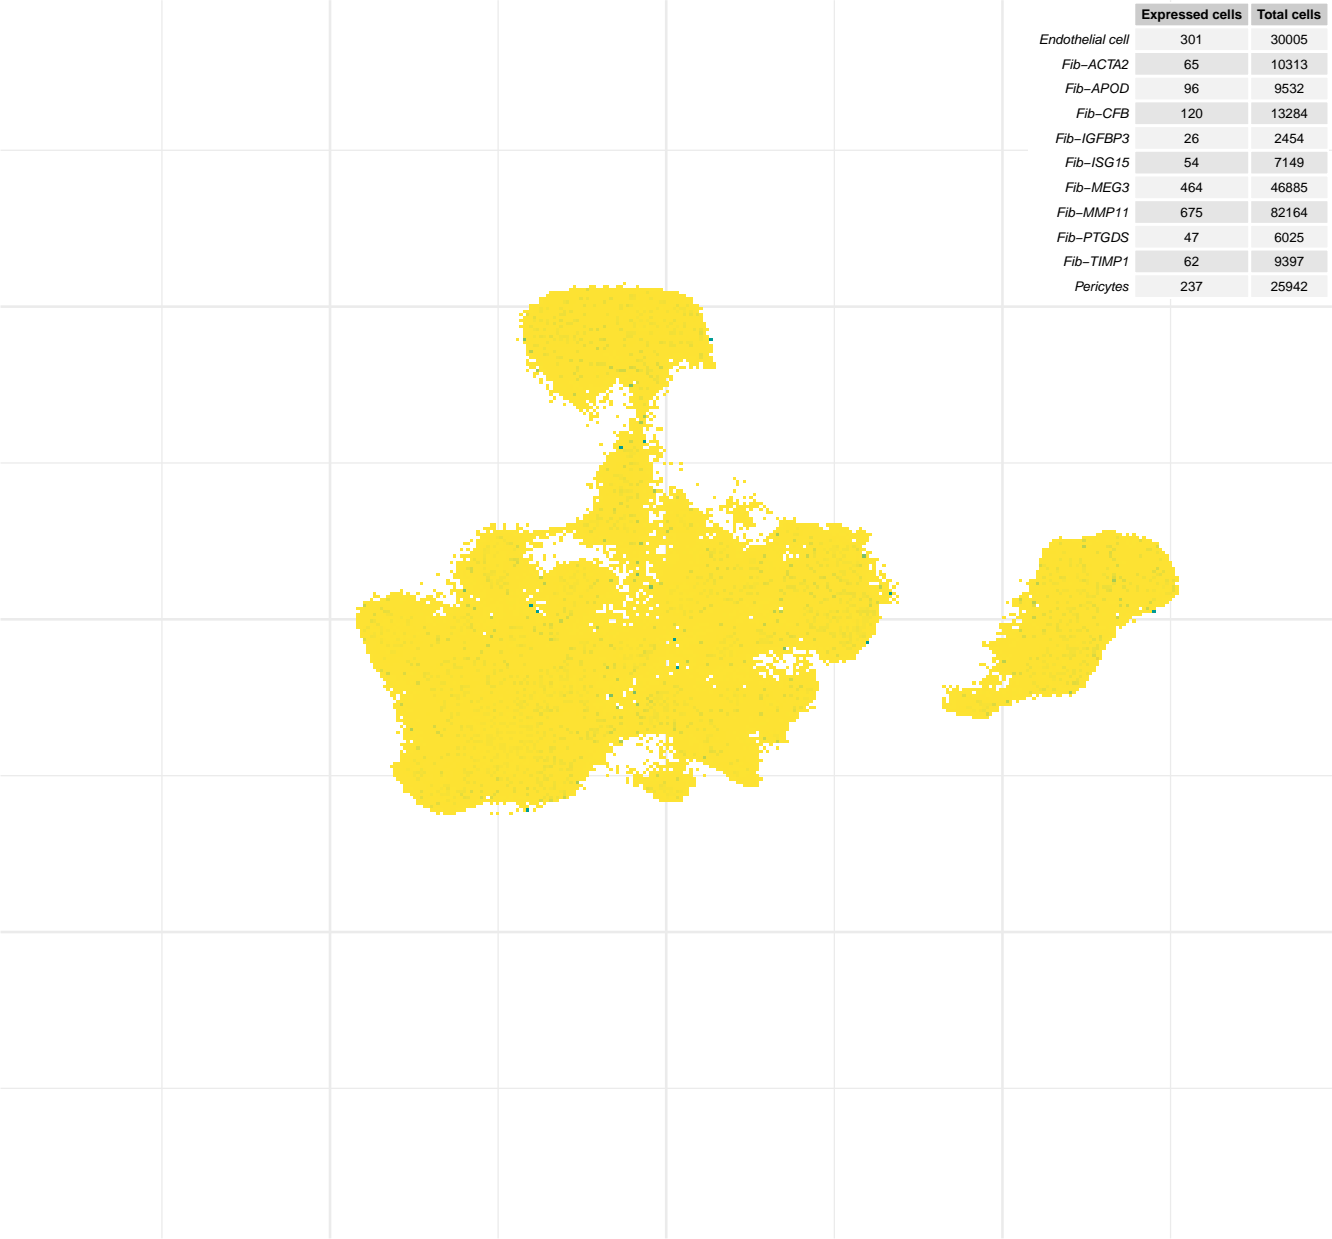 Expressed cells Total cells
Endothelial cell 301 30005
Fib−ACTA2 65 10313
Fib−APOD 96 9532
Fib−CFB 120 13284
Fib−IGFBP3 26 2454
Fib−ISG15 54 7149
Fib−MEG3 464 46885
Fib−MMP11 675 82164
Fib−PTGDS 47 6025
Fib−TIMP1 62 9397
Pericytes 237 25942